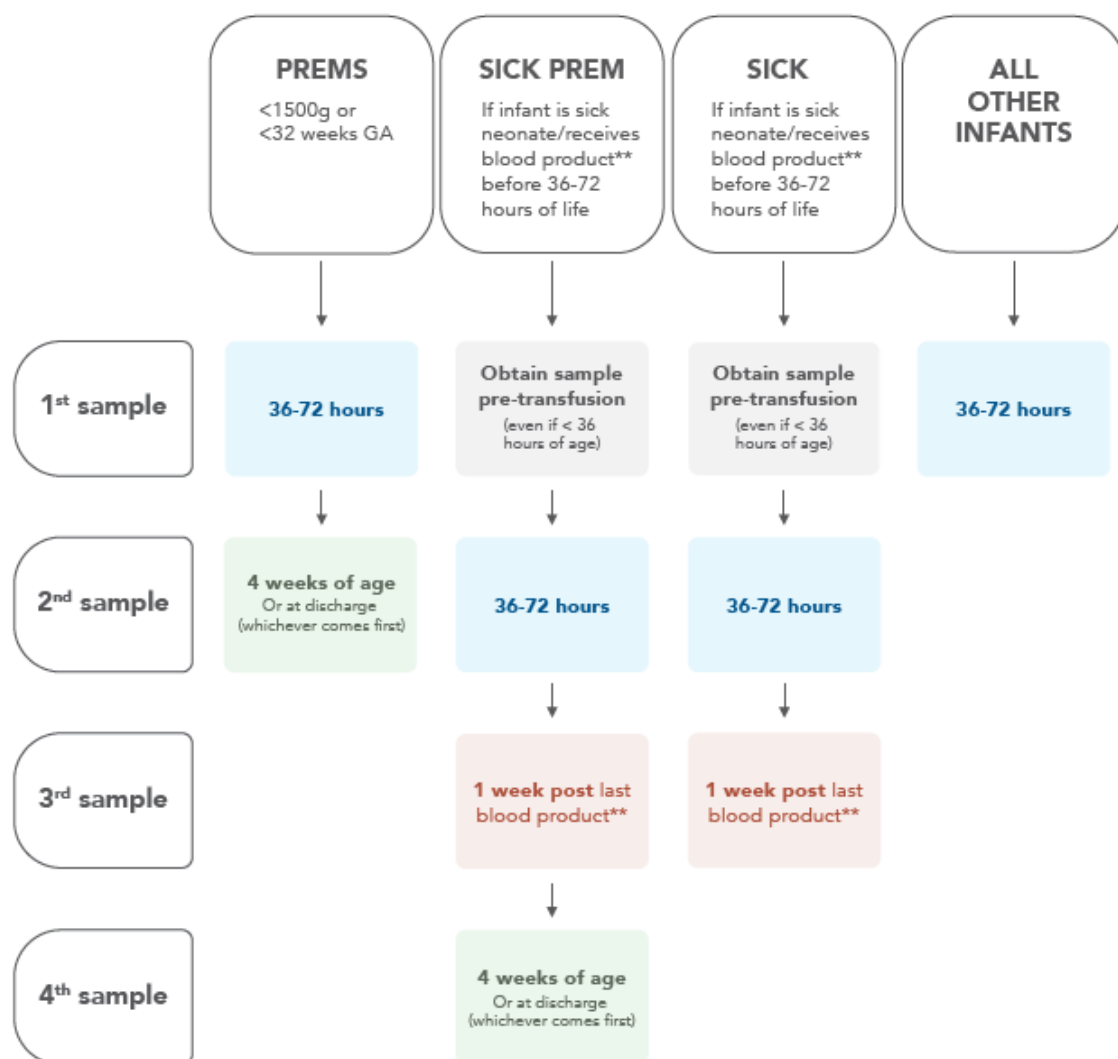 PREMS
<1500g or
<32 weeks GA
SICK PREM
If infant is sick
neonate/receives
blood product**
before 36-72
hours of life
SICK
If infant is sick
neonate/receives
blood product**
before 36-72
hours of life
ALL
OTHER
INFANTS
1st sample
36-72 hours
Obtain sample
pre-transfusion
(even if < 36
hours of age)
Obtain sample
pre-transfusion
(even if < 36
hours of age)
36-72 hours
2nd sample
4 weeks of age
Or at discharge
(whichever comes first)
36-72 hours
36-72 hours
3rd sample
1 week post last
blood product**
1 week post last
blood product**
4th sample
4 weeks of age
Or at discharge
(whichever comes first)